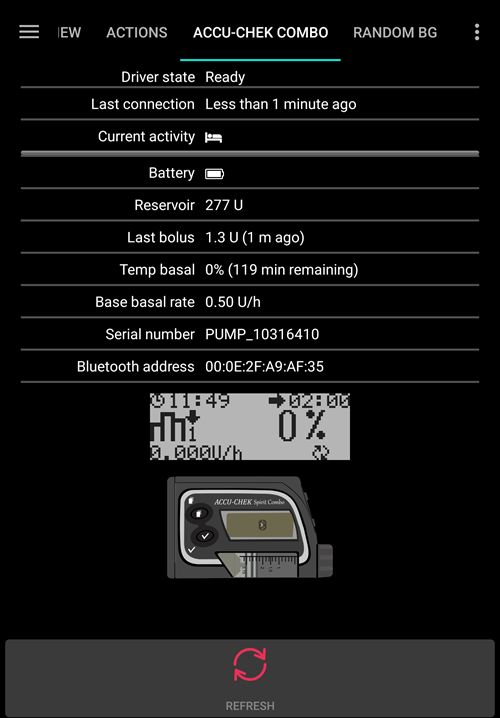 IEW ACTIONS ACCU-CHEK COMBO RANDOM BG
Driver state Ready
Last connection Less than 1 minute ago
Current activity
Battery
Reservoir 277 U
Last bolus 1.3 U (1 m ago)
Temp basal 0% (119 min remaining)
Base basal rate 0.50 U/h
Serial number PUMP_10316410
Bluetooth address 00:0E:2F:A9:AF:35
11:49 02:00
1 0%
0.000U/h
ACCU-CHEK Spirit Combo
REFRESH